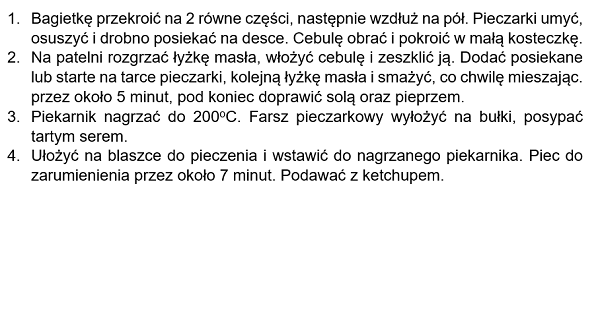 1. Bagietkę przekroić na 2 równe części, następnie wzdłuż na pół. Pieczarki umyć,
osuszyć i drobno posiekać na desce. Cebulę obrać i pokroić w małą kosteczkę.
2. Na patelni rozgrzać łyżkę masła, włożyć cebulę i zeszklić ją. Dodać posiekane
lub starte na tarce pieczarki, kolejną łyżkę masła i smażyć, co chwilę mieszając.
przez około 5 minut, pod koniec doprawić solą oraz pieprzem.
3. Piekarnik nagrzać do 200ºC. Farsz pieczarkowy wyłożyć na bułki, posypać
tartym serem.
4. Ułożyć na blaszce do pieczenia i wstawić do nagrzanego piekarnika. Piec do
zarumienienia przez około 7 minut. Podawać z ketchupem.